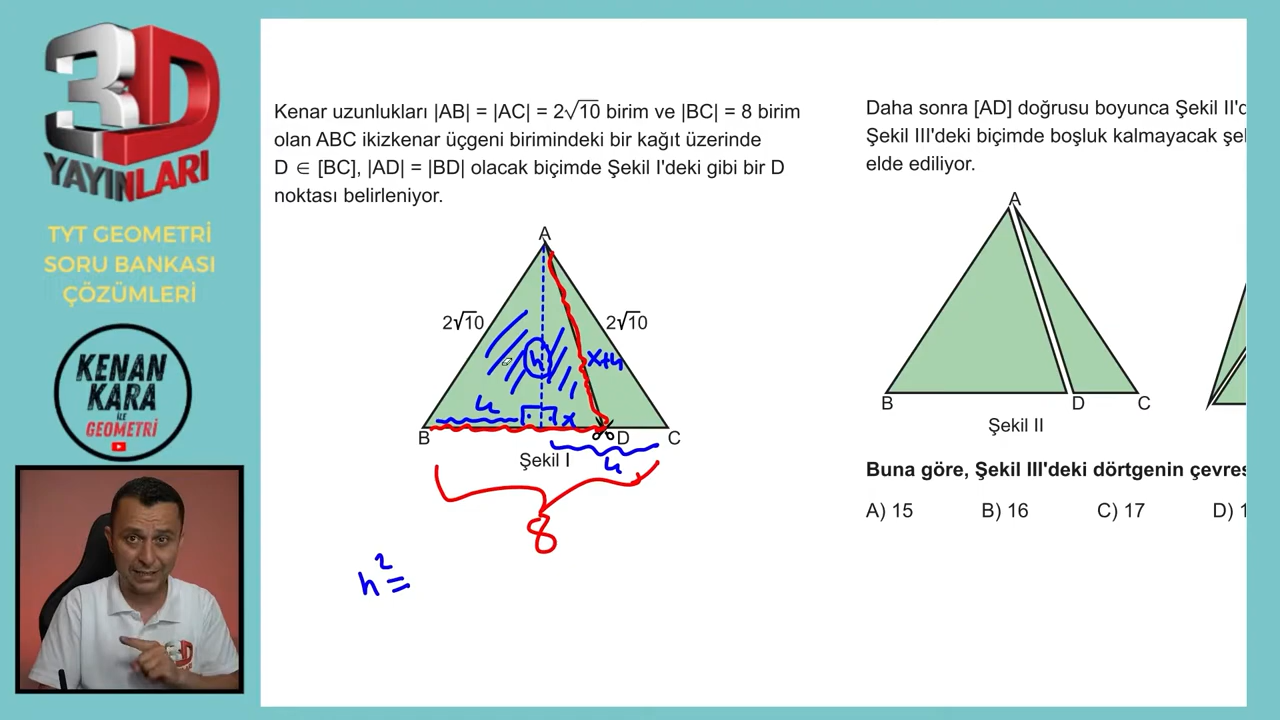 3D
YAYINLARI
TYT GEOMETRİ
SORU BANKASI
ÇÖZÜMLERİ
KENAN
KARA
İLE
GEOMETRİ
Kenar uzunlukları |AB| = |AC| = 2√10 birim ve |BC| = 8 birim
olan ABC ikizkenar üçgeni birimindeki bir kağıt üzerinde
D ∈ [BC], |AD| = |BD| olacak biçimde Şekil I'deki gibi bir D
noktası belirleniyor.
A
2√10 2√10
h x+4
4 x
B D C
Şekil I 4
8
h² =
Daha sonra [AD] doğrusu boyunca Şekil II'd
Şekil III'deki biçimde boşluk kalmayacak şek
elde ediliyor.
A
B D C
Şekil II
Buna göre, Şekil III'deki dörtgenin çevres
A) 15 B) 16 C) 17 D) 1
3D
YAYINLARI